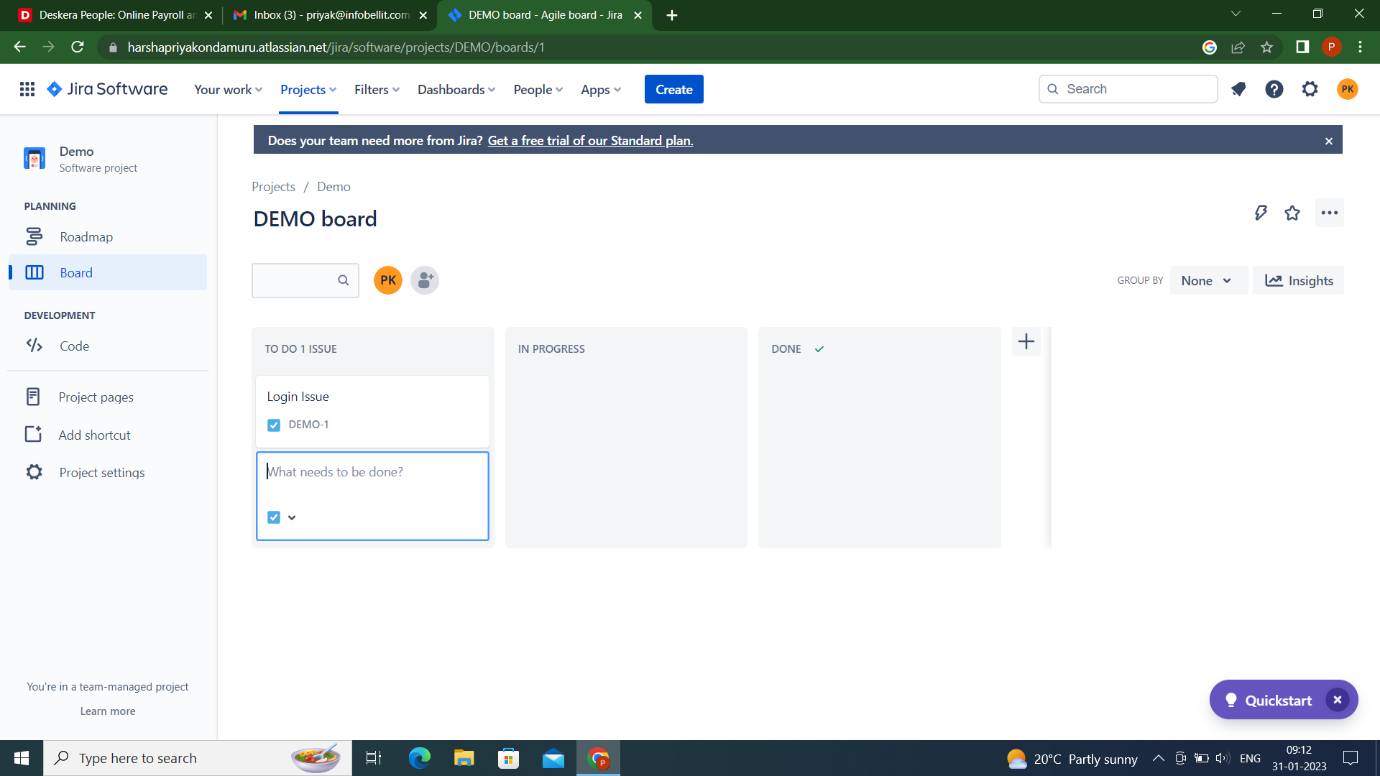 Deskera People: Online Payroll an
Inbox (3) - priyak@infobellit.com
DEMO board - Agile board - Jira
harshapriyakondamuru.atlassian.net/jira/software/projects/DEMO/boards/1
P
Jira Software
Your work
Projects
Filters
Dashboards
People
Apps
Create
Search
PK
Does your team need more from Jira? Get a free trial of our Standard plan.
Demo
Software project
Projects / Demo
DEMO board
PLANNING
Roadmap
Board
PK
GROUP BY
None
Insights
DEVELOPMENT
Code
TO DO 1 ISSUE
IN PROGRESS
DONE
Login Issue
DEMO-1
Project pages
Add shortcut
Project settings
What needs to be done?
You're in a team-managed project
Learn more
Quickstart
Type here to search
20°C Partly sunny
ENG
09:12
31-01-2023